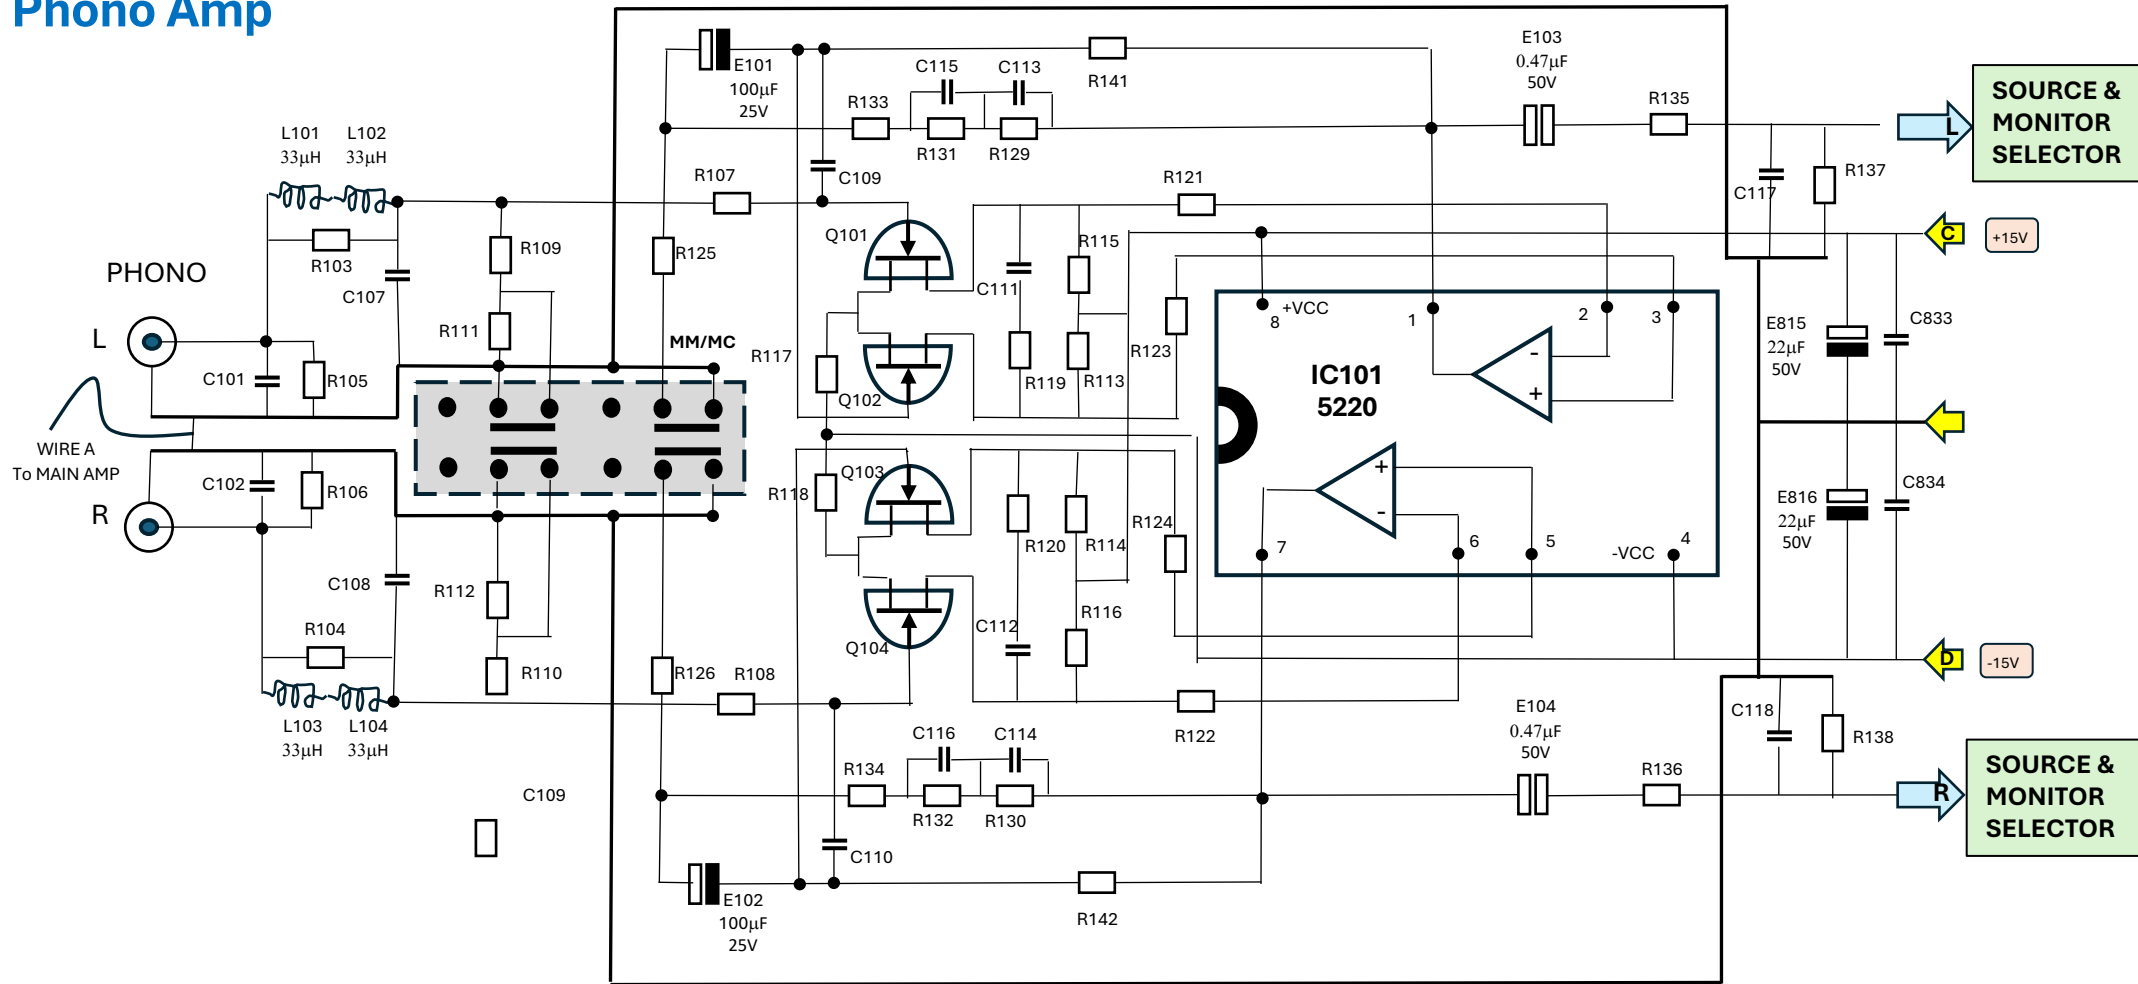 Phono Amp
E101
100µF
25V
C115
C113
R141
E103
0.47µF
50V
R135
SOURCE &
MONITOR
SELECTOR
L
R133
R131
R129
L101
33µH
L102
33µH
R107
C109
R121
C117
R137
R103
C107
R109
R125
Q101
C111
R115
C
+15V
PHONO
L
R111
MM/MC
R117
R123
8
+VCC
1
2
3
E815
22µF
50V
C833
C101
R105
Q102
R119
R113
IC101
5220
-
+
WIRE A
To MAIN AMP
C102
R106
R118
Q103
R120
R114
R124
+
-
7
6
5
-VCC
4
E816
22µF
50V
C834
R
C108
R112
R104
R110
R126
R108
Q104
C112
R116
D
-15V
L103
33µH
L104
33µH
C116
C114
R122
E104
0.47µF
50V
C118
R138
C109
R134
R132
R130
R136
R
SOURCE &
MONITOR
SELECTOR
C110
E102
100µF
25V
R142